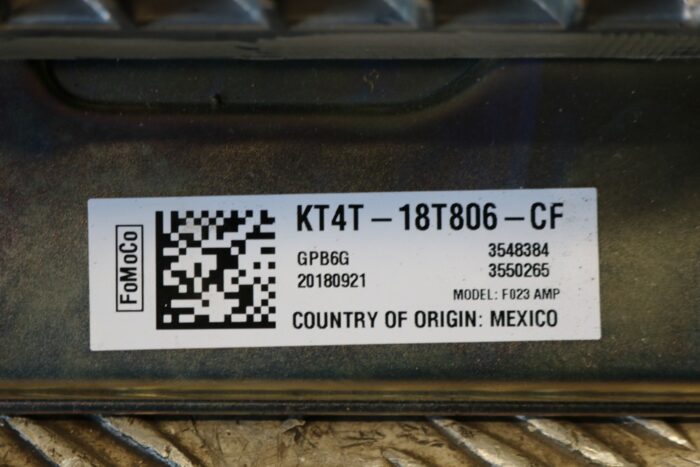 FoMoCo
KT4T-18T806-CF
GPB6G 3548384
20180921 3550265
MODEL: F023 AMP
COUNTRY OF ORIGIN: MEXICO